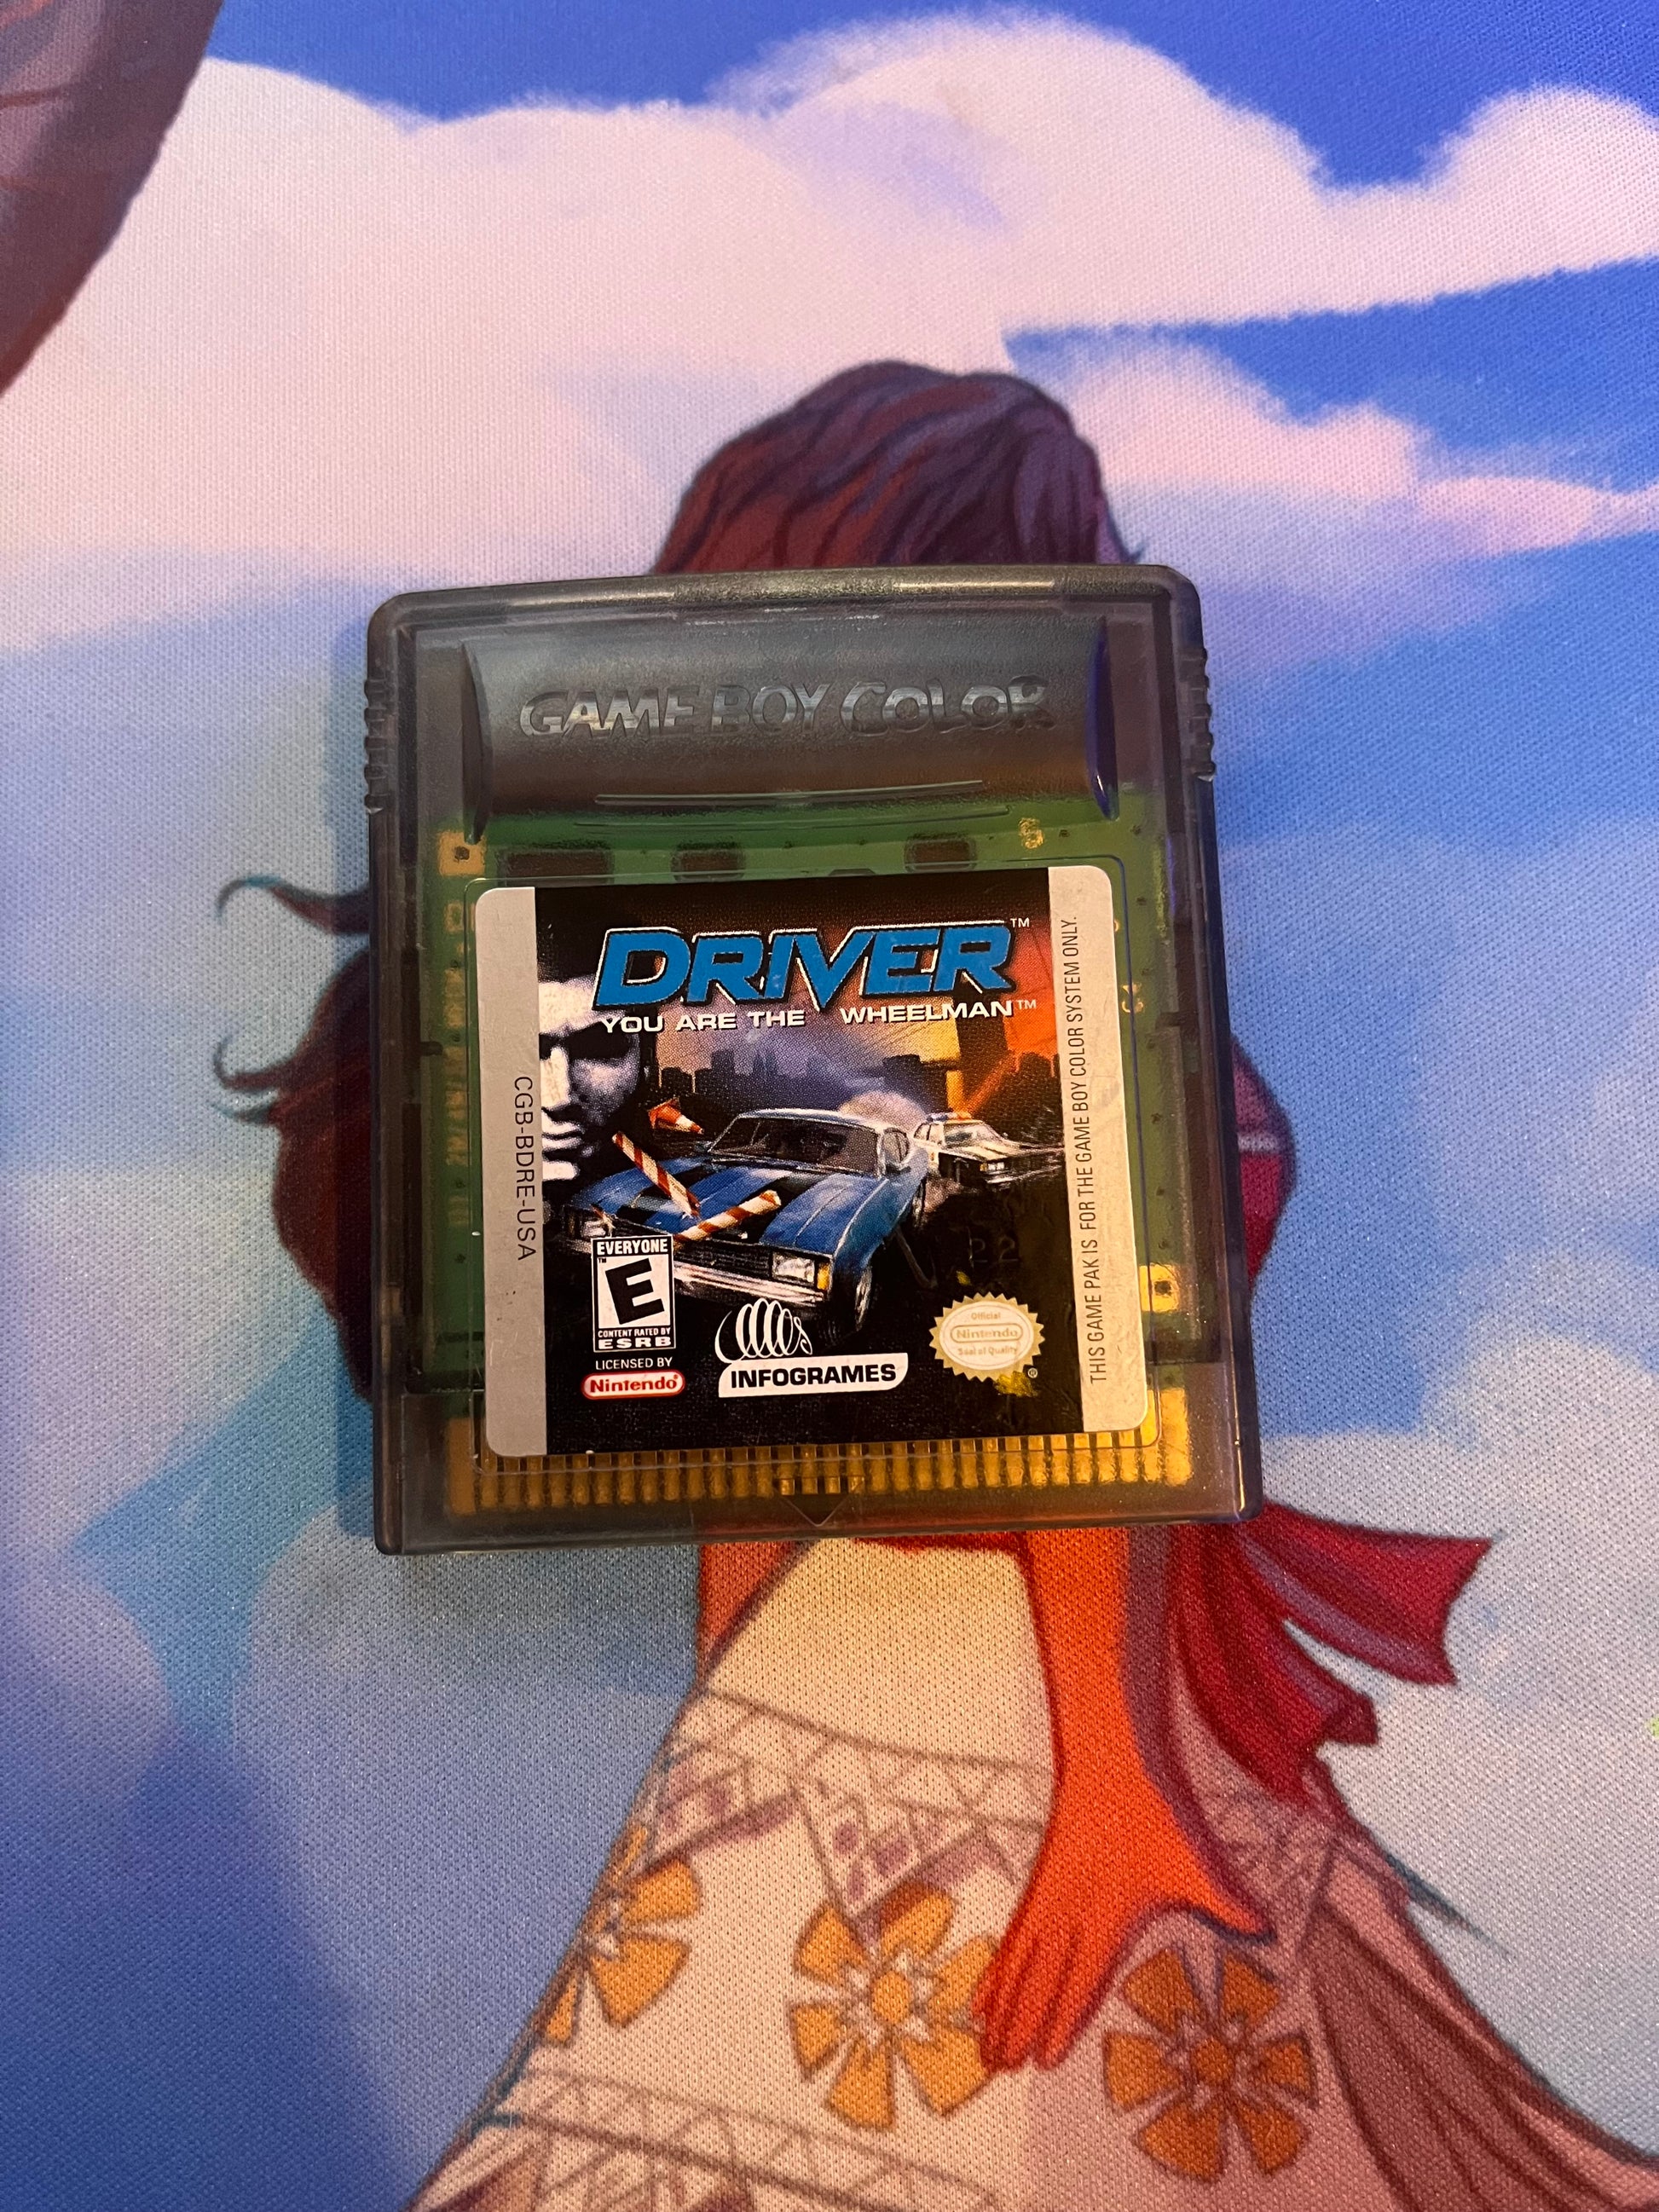 GAME BOY COLOR
DRIVER™
YOU ARE THE WHEELMAN™
CGB-BDRE-USA
THIS GAME PAK IS FOR THE GAME BOY COLOR SYSTEM ONLY.
EVERYONE
E
CONTENT RATED BY
ESRB
LICENSED BY
Nintendo®
INFOGRAMES
Official
Nintendo
Seal of Quality
®